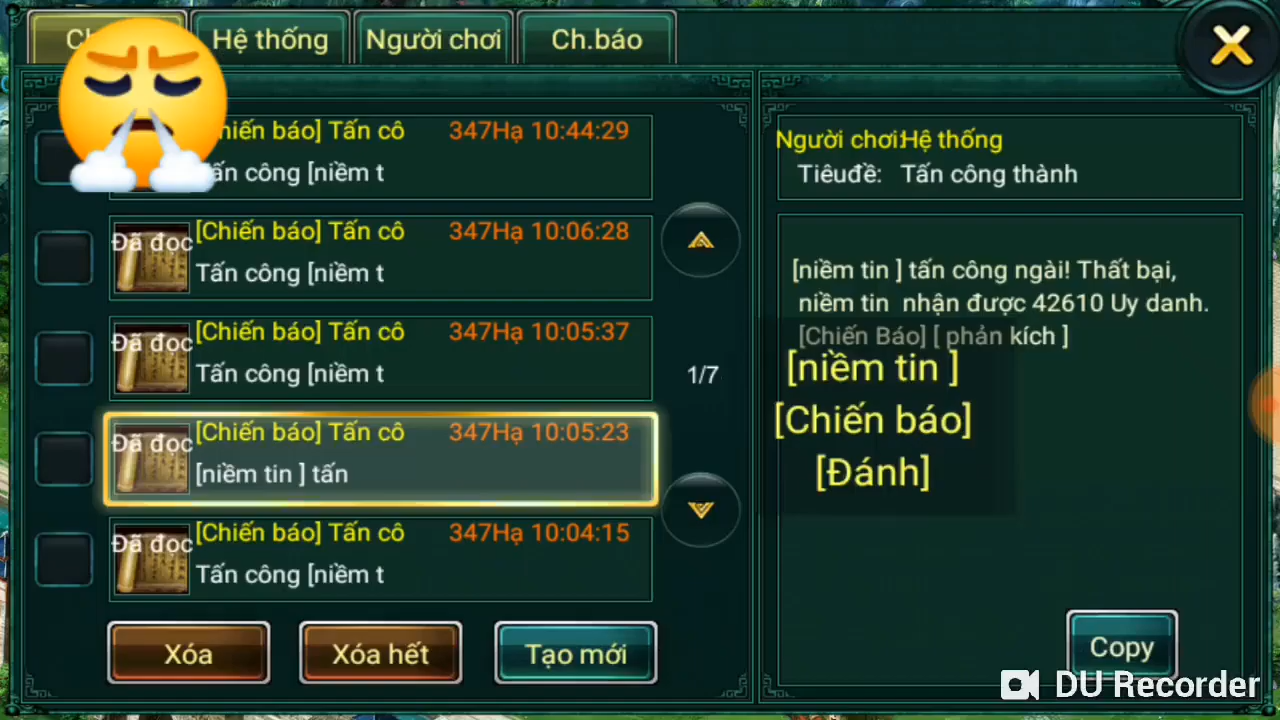 Hệ thống
Người chơi
Ch.báo
hiến báo] Tấn cô 347Hạ 10:44:29
ấn công [niềm t
Đã đọc
[Chiến báo] Tấn cô 347Hạ 10:06:28
Tấn công [niềm t
Đã đọc
[Chiến báo] Tấn cô 347Hạ 10:05:37
Tấn công [niềm t
Đã đọc
[Chiến báo] Tấn cô 347Hạ 10:05:23
[niềm tin ] tấn
Đã đọc
[Chiến báo] Tấn cô 347Hạ 10:04:15
Tấn công [niềm t
1/7
Xóa
Xóa hết
Tạo mới
Người chơi:Hệ thống
Tiêuđề: Tấn công thành
[niềm tin ] tấn công ngài! Thất bại,
niềm tin nhận được 42610 Uy danh.
[Chiến Báo] [ phản kích ]
[niềm tin ]
[Chiến báo]
[Đánh]
Copy
DU Recorder